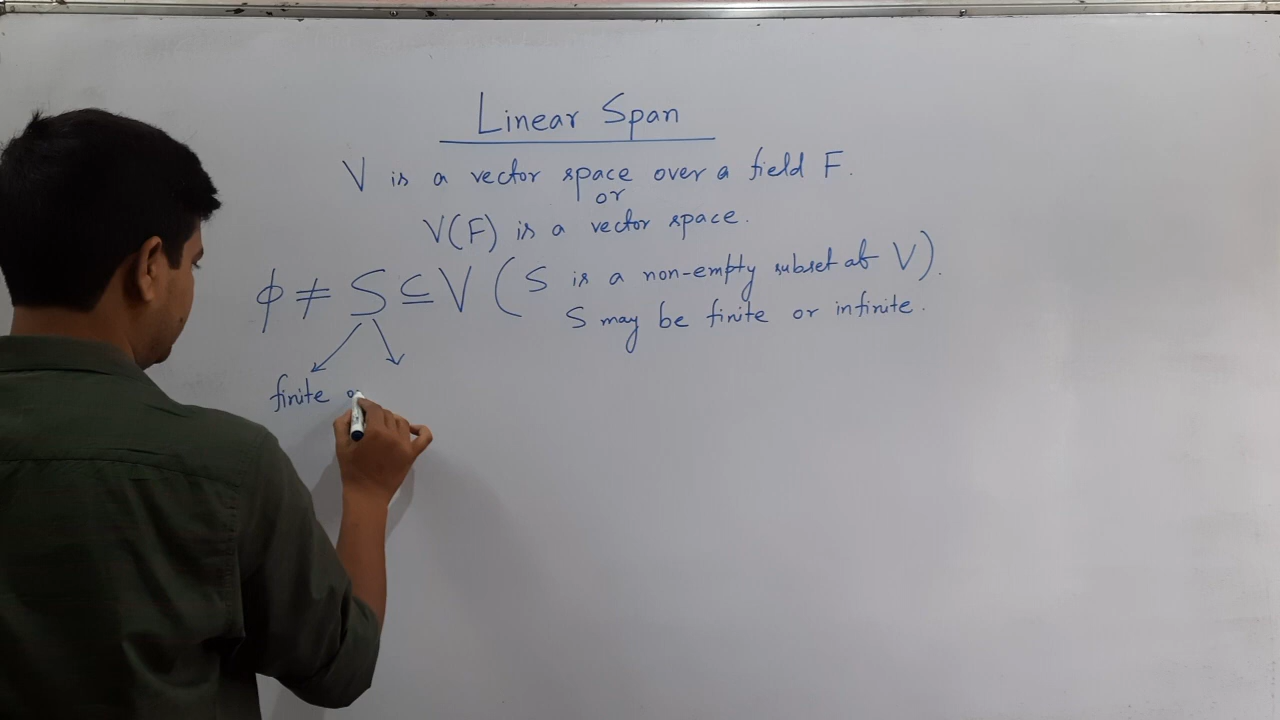 Linear Span
V is a vector space over a field F.
or
V(F) is a vector space.
ϕ ≠ S ⊆ V ( S is a non-empty subset of V).
S may be finite or infinite.
finite